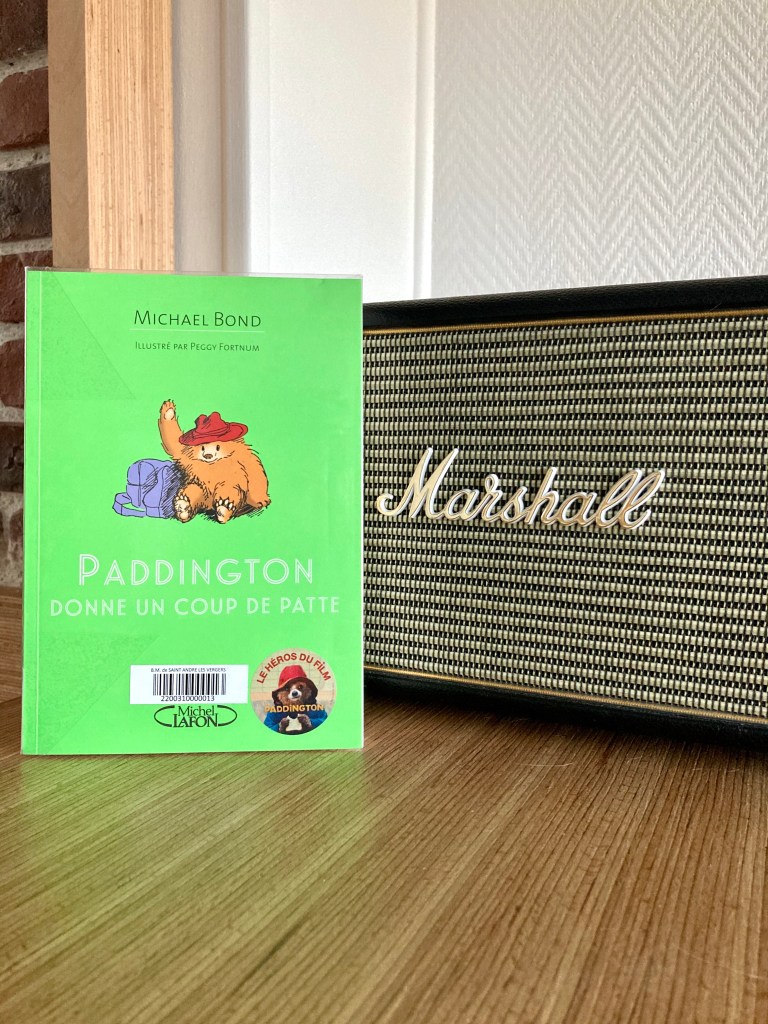 MICHAEL BOND
ILLUSTRÉ PAR PEGGY FORTNUM
PADDINGTON
DONNE UN COUP DE PATTE
B.M. de SAINT ANDRE LES VERGERS
2200310000013
Michel
LAFON
LE HÉROS DU FILM
PADDINGTON
Marshall